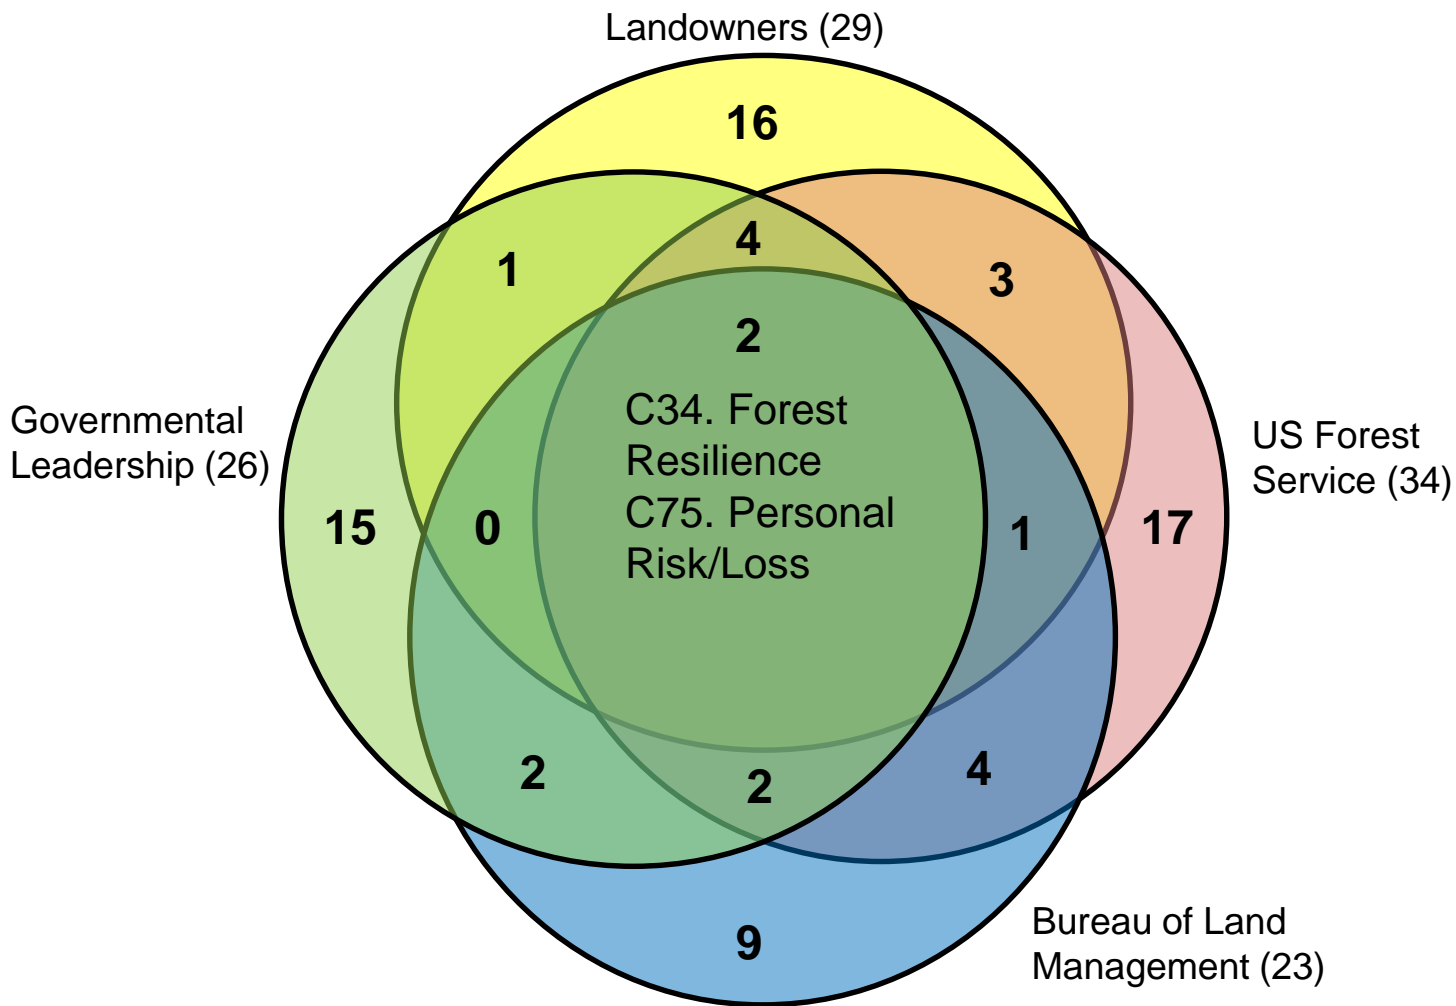 Landowners (29)
16
4
1
3
2
C34. Forest
Resilience
C75. Personal
Risk/Loss
Governmental
Leadership (26)
US Forest
Service (34)
15
0
1
17
2
2
4
9
Bureau of Land
Management (23)